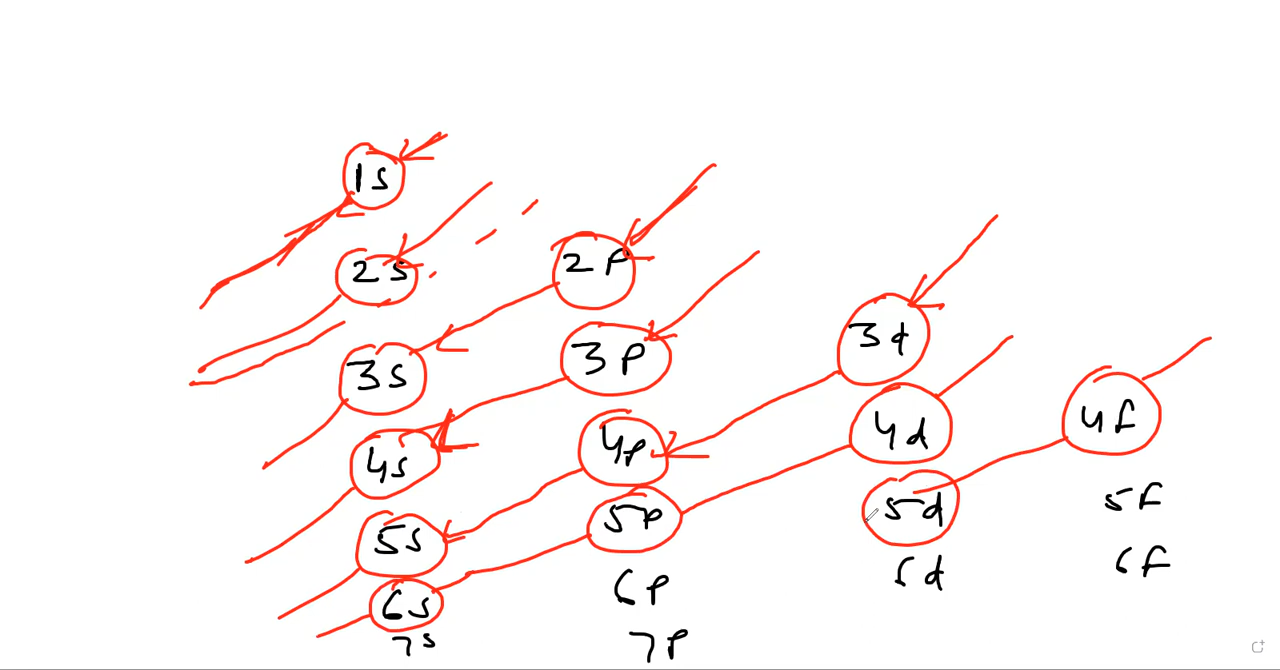 1s
2s 2p
3s 3p 3d
4s 4p 4d 4f
5s 5p 5d 5f
6s 6p 6d 6f
7s 7p